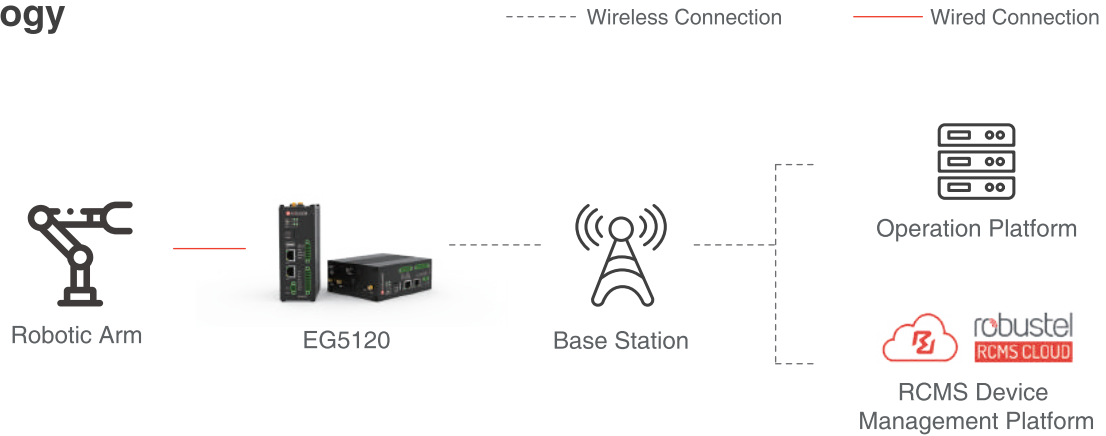 ogy
Wireless Connection
Wired Connection
Operation Platform
Robotic Arm
EG5120
Base Station
robustel
RCMS CLOUD
RCMS Device
Management Platform